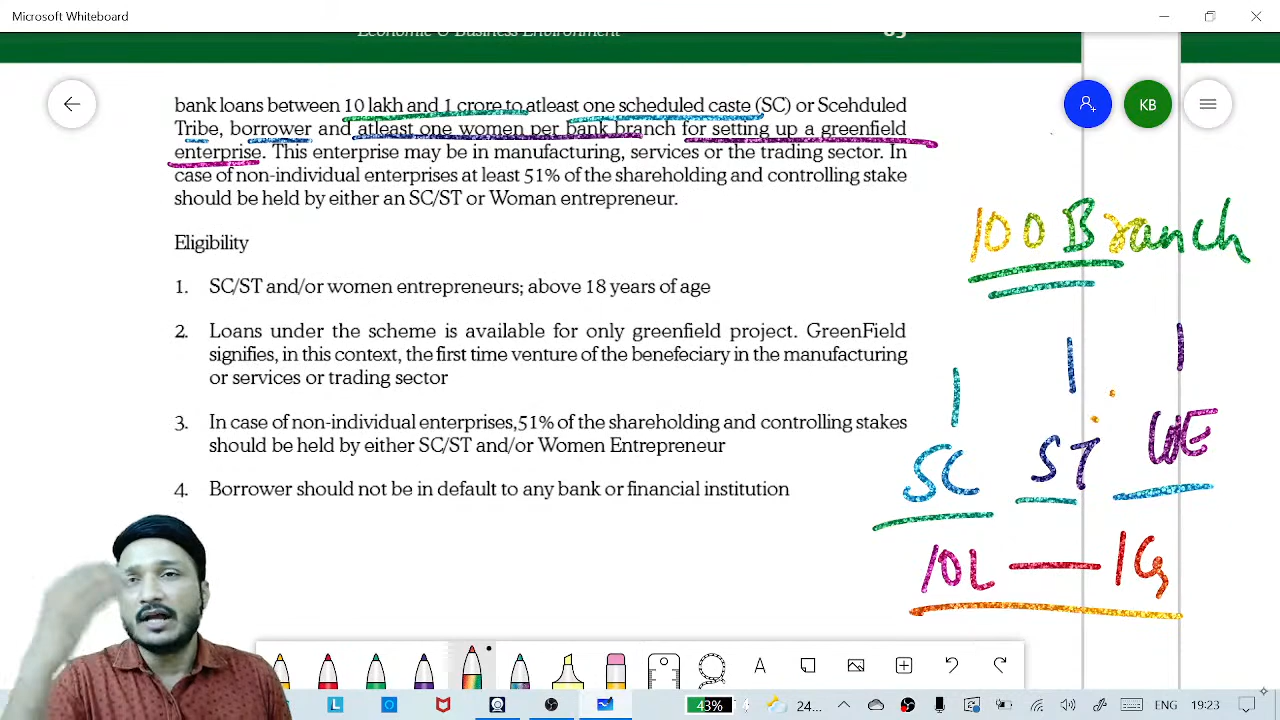 Microsoft Whiteboard
Economic & Business Environment
bank loans between 10 lakh and 1 crore to atleast one scheduled caste (SC) or Scehduled
Tribe, borrower and atleast one women per bank branch for setting up a greenfield
enterprise. This enterprise may be in manufacturing, services or the trading sector. In
case of non-individual enterprises at least 51% of the shareholding and controlling stake
should be held by either an SC/ST or Woman entrepreneur.
Eligibility
1. SC/ST and/or women entrepreneurs; above 18 years of age
2. Loans under the scheme is available for only greenfield project. GreenField
signifies, in this context, the first time venture of the benefeciary in the manufacturing
or services or trading sector
3. In case of non-individual enterprises,51% of the shareholding and controlling stakes
should be held by either SC/ST and/or Women Entrepreneur
4. Borrower should not be in default to any bank or financial institution
KB
100 Branch
1 1 1
SC ST WE
10L — 1Cr
A
L
43%
24...
ENG
19:23